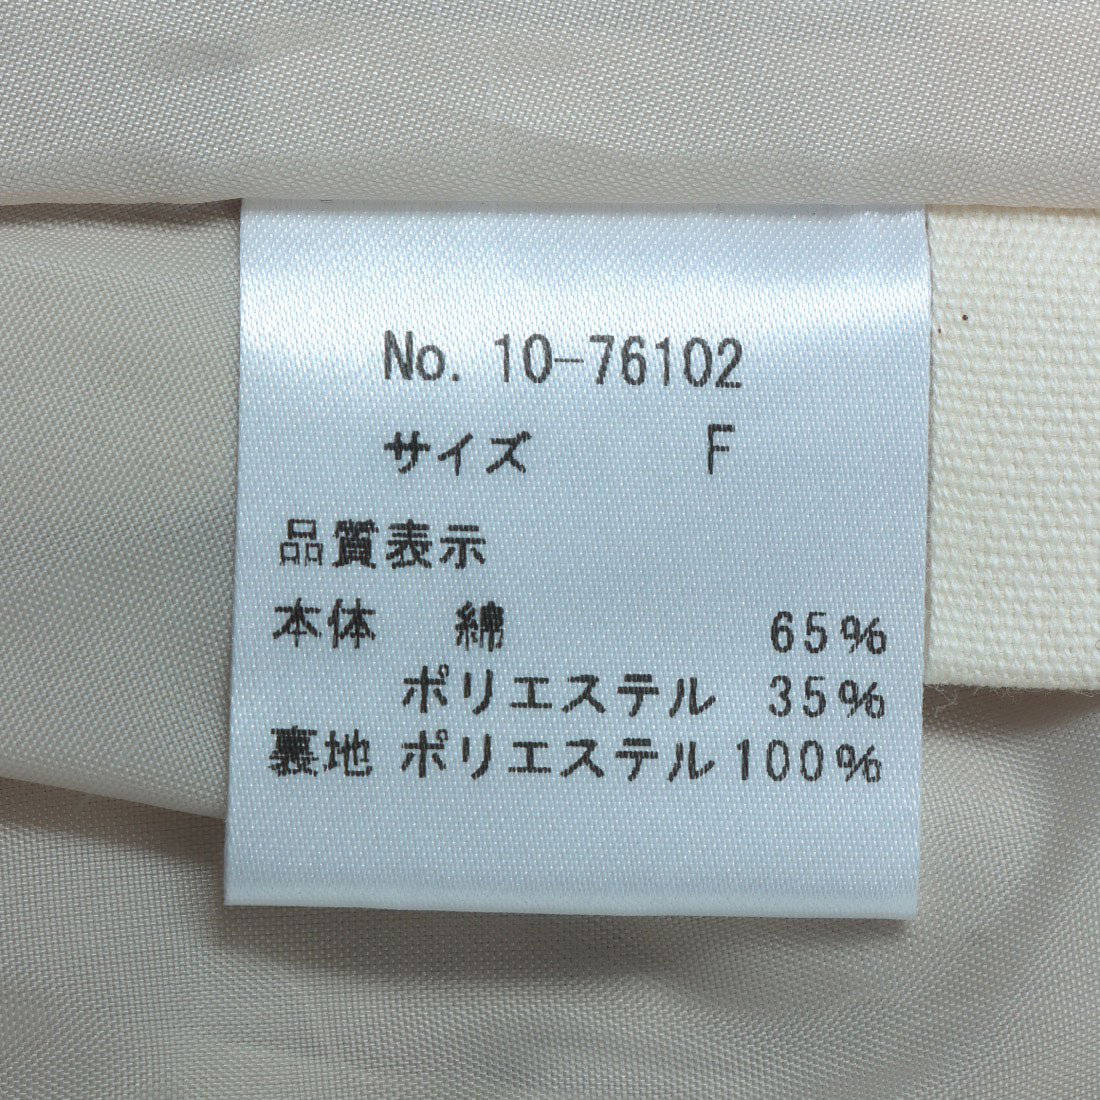 No. 10-76102
サイズ F
品質表示
本体 綿 65%
ポリエステル 35%
裏地 ポリエステル 100%